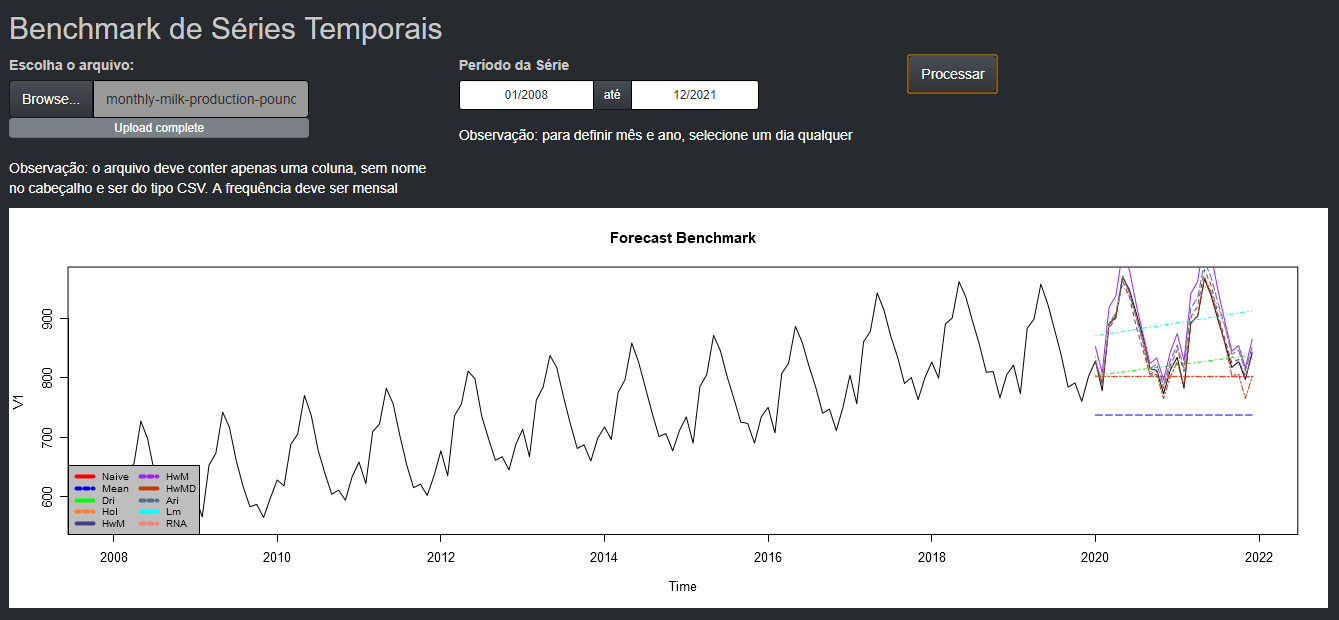 Benchmark de Séries Temporais
Escolha o arquivo:
Browse...
monthly-milk-production-pounc
Upload complete
Observação: o arquivo deve conter apenas uma coluna, sem nome
no cabeçalho e ser do tipo CSV. A frequência deve ser mensal
Período da Série
01/2008 até 12/2021
Observação: para definir mês e ano, selecione um dia qualquer
Processar
Forecast Benchmark
V1
900
800
700
600
Naive HwM
Mean HwMD
Dri Ari
Hol Lm
HwM RNA
2008 2010 2012 2014 2016 2018 2020 2022
Time